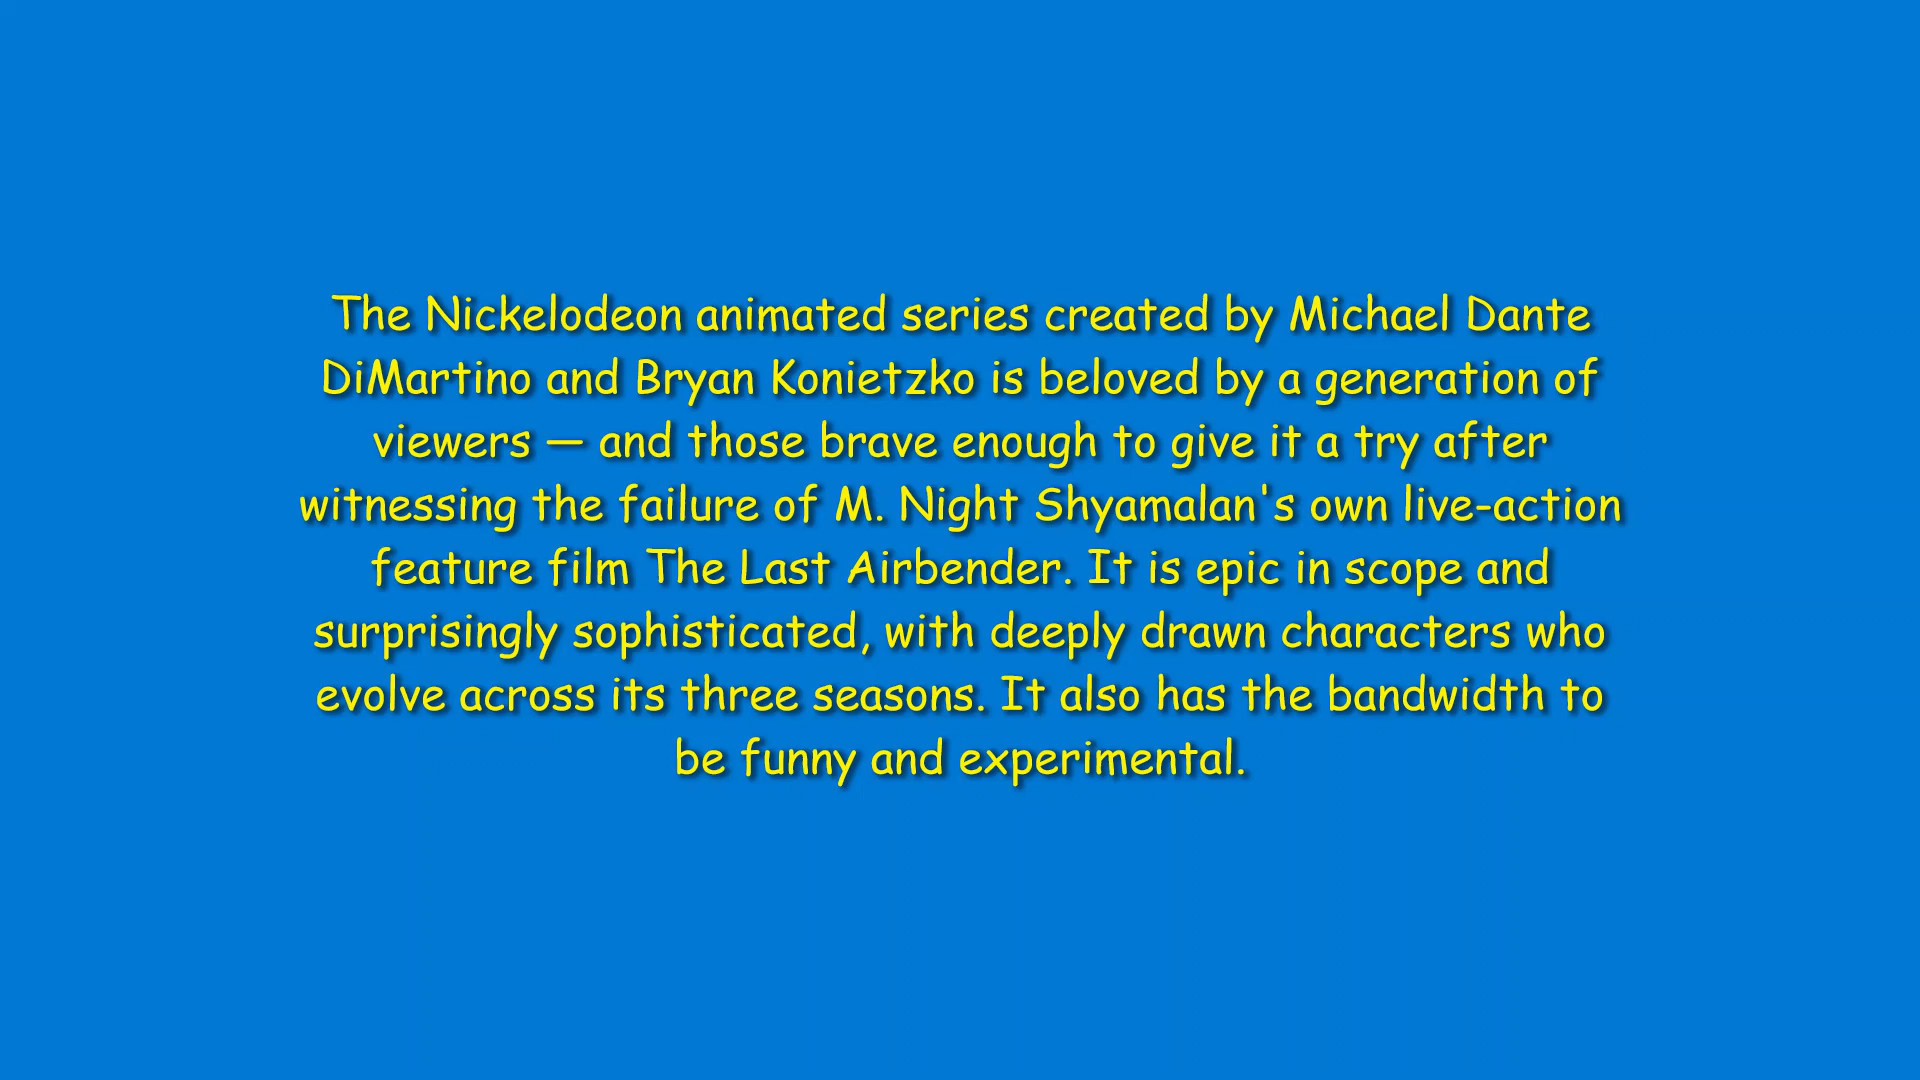 The Nickelodeon animated series created by Michael Dante
DiMartino and Bryan Konietzko is beloved by a generation of
viewers — and those brave enough to give it a try after
witnessing the failure of M. Night Shyamalan's own live-action
feature film The Last Airbender. It is epic in scope and
surprisingly sophisticated, with deeply drawn characters who
evolve across its three seasons. It also has the bandwidth to
be funny and experimental.